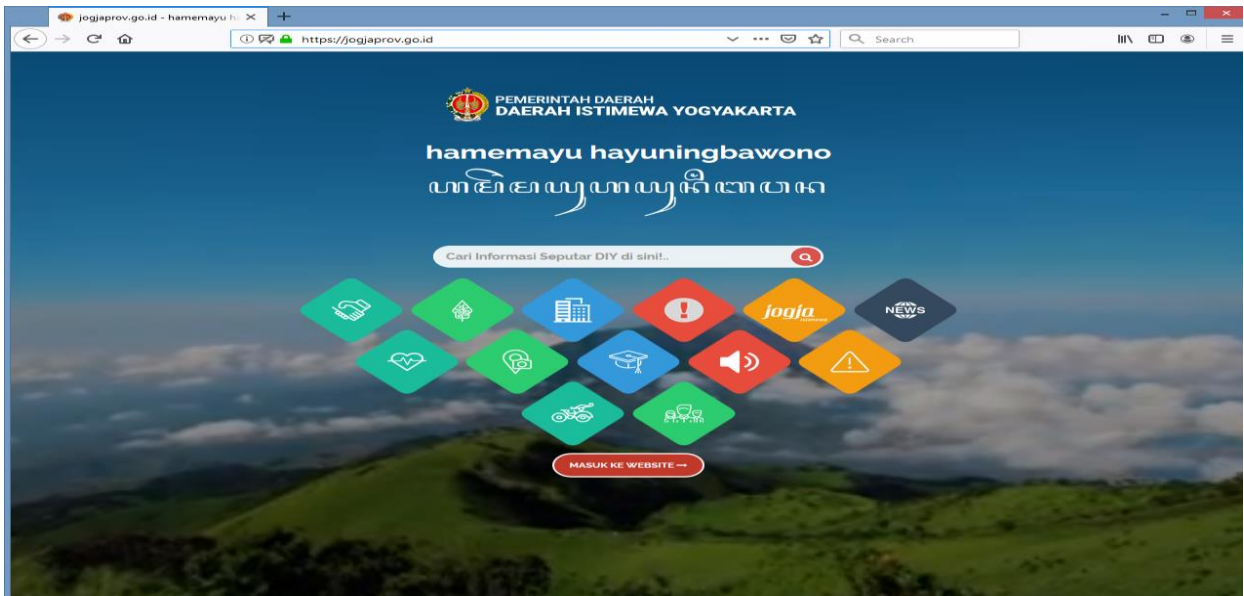 jogjaprov.go.id - hamemayu h
https://jogjaprov.go.id
Search
PEMERINTAH DAERAH
DAERAH ISTIMEWA YOGYAKARTA
hamemayu hayuningbawono
Cari Informasi Seputar DIY di sini!..
jogja
istimewa
NEWS
MASUK KE WEBSITE